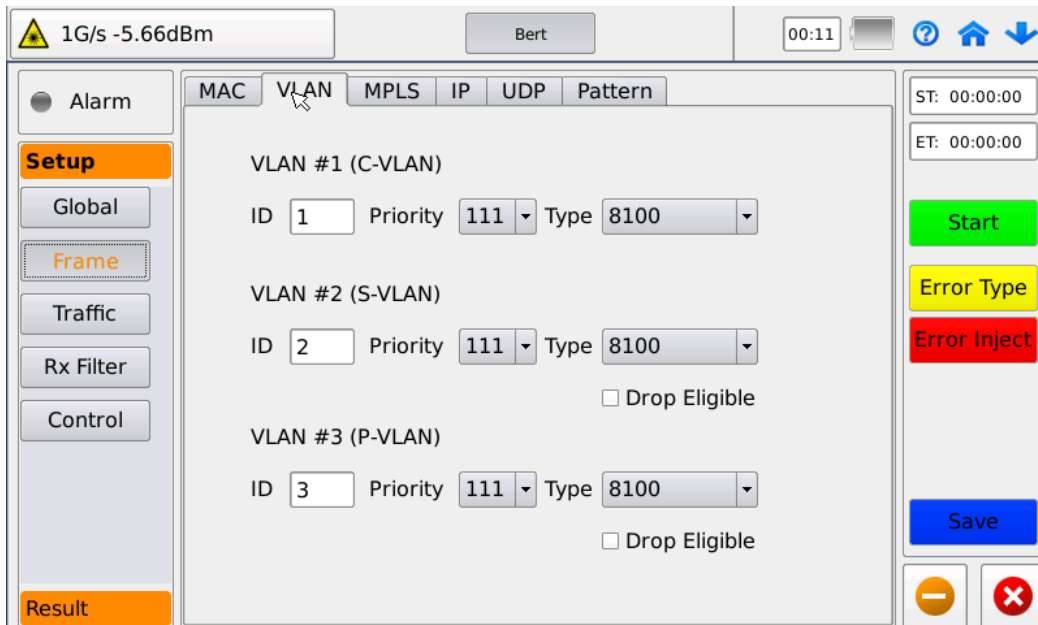 1G/s -5.66dBm
Bert
00:11
Alarm
MAC VLAN MPLS IP UDP Pattern
ST: 00:00:00
ET: 00:00:00
Setup
Global
Frame
Traffic
Rx Filter
Control
Result
VLAN #1 (C-VLAN)
ID 1 Priority 111 Type 8100
VLAN #2 (S-VLAN)
ID 2 Priority 111 Type 8100
Drop Eligible
VLAN #3 (P-VLAN)
ID 3 Priority 111 Type 8100
Drop Eligible
Start
Error Type
Error Inject
Save